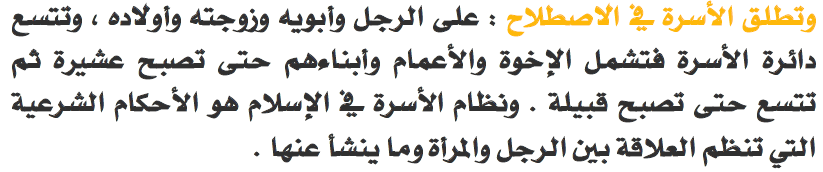 وتطلق الأسرة في الاصطلاح : على الرجل وأبويه وزوجته وأولاده ، وتتسع
دائرة الأسرة فتشمل الإخوة والأعمام وأبناءهم حتى تصبح عشيرة ثم
تتسع حتى تصبح قبيلة . ونظام الأسرة في الإسلام هو الأحكام الشرعية
التي تنظم العلاقة بين الرجل والمرأة وما ينشأ عنها .